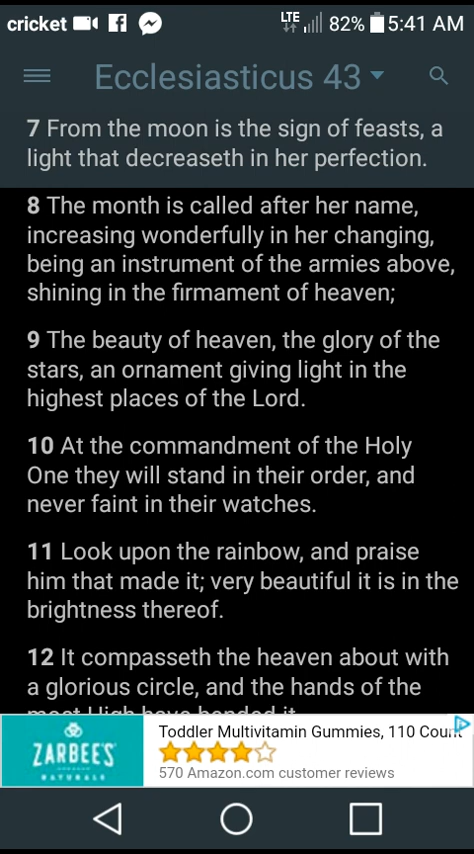 cricket LTE 82% 5:41 AM
Ecclesiasticus 43
7 From the moon is the sign of feasts, a
light that decreaseth in her perfection.
8 The month is called after her name,
increasing wonderfully in her changing,
being an instrument of the armies above,
shining in the firmament of heaven;
9 The beauty of heaven, the glory of the
stars, an ornament giving light in the
highest places of the Lord.
10 At the commandment of the Holy
One they will stand in their order, and
never faint in their watches.
11 Look upon the rainbow, and praise
him that made it; very beautiful it is in the
brightness thereof.
12 It compasseth the heaven about with
a glorious circle, and the hands of the
most High have bended it.
ZARBEE'S
NATURALS
Toddler Multivitamin Gummies, 110 Count
570 Amazon.com customer reviews